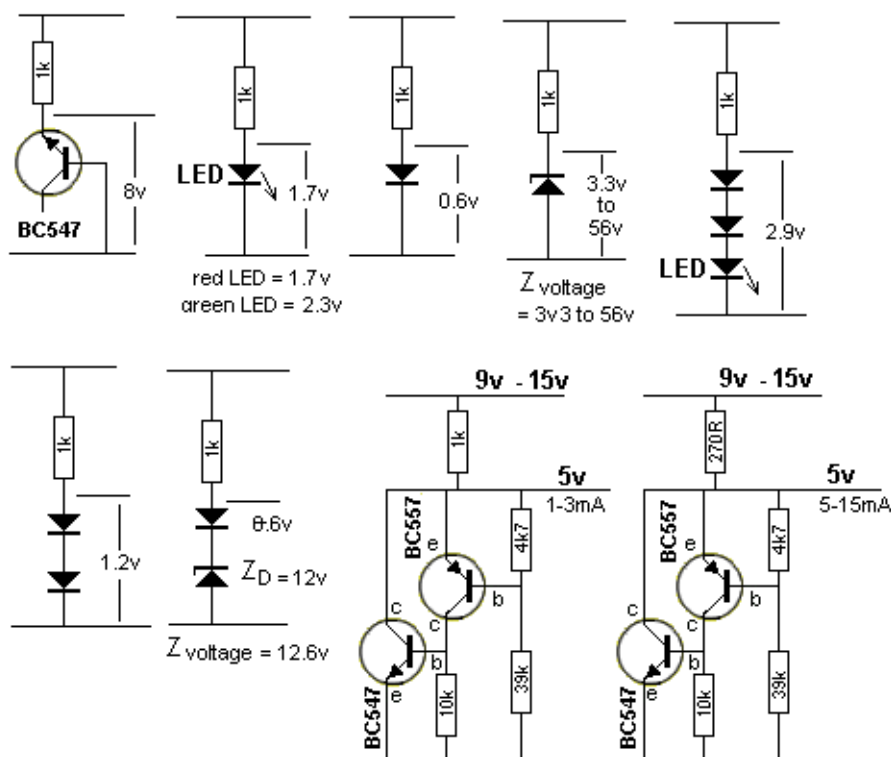 1k
8v
BC547
1k
LED
1.7v
red LED = 1.7v
green LED = 2.3v
1k
0.6v
1k
3.3v
to
56v
Z voltage
= 3v3 to 56v
1k
2.9v
LED
1k
1.2v
1k
0.6v
ZD = 12v
Z voltage = 12.6v
9v - 15v
1k
5v
1-3mA
BC557
e
4k7
b
c
c
b
e
10k
39k
BC547
9v - 15v
270R
5v
5-15mA
BC557
e
4k7
b
c
c
b
e
10k
39k
BC547